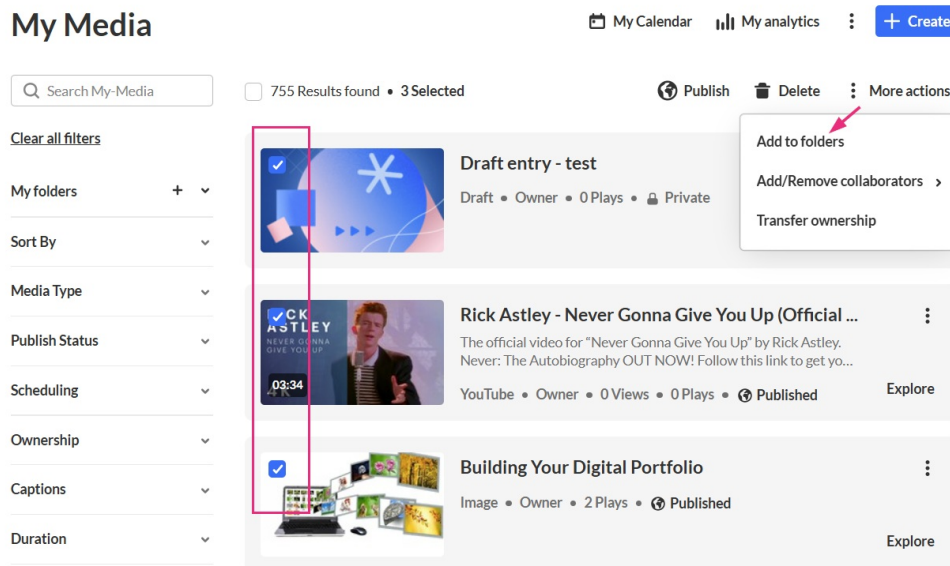 My Media
My Calendar
My analytics
Create
Search My-Media
755 Results found • 3 Selected
Publish
Delete
More actions
Clear all filters
Add to folders
Add/Remove collaborators
Transfer ownership
My folders
Sort By
Media Type
Publish Status
Scheduling
Ownership
Captions
Duration
Draft entry - test
Draft • Owner • 0 Plays • Private
ASTLEY
NEVER GONNA
GIVE YOU UP
03:34
Rick Astley - Never Gonna Give You Up (Official ...
The official video for “Never Gonna Give You Up” by Rick Astley.
Never: The Autobiography OUT NOW! Follow this link to get yo...
YouTube • Owner • 0 Views • 0 Plays • Published
Explore
Building Your Digital Portfolio
Image • Owner • 2 Plays • Published
Explore